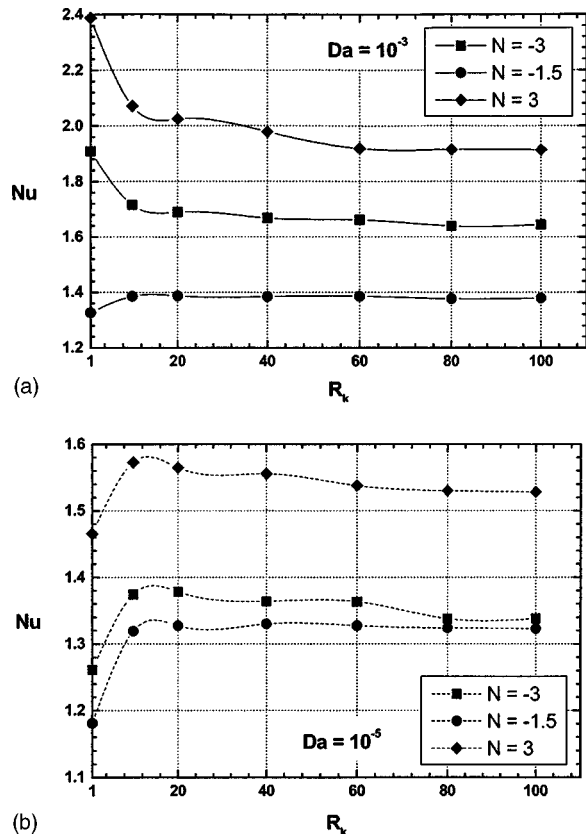 2.4
2.2
2.0
1.8
1.6
1.4
1.2
Nu
Da = 10⁻³
N = -3
N = -1.5
N = 3
1 20 40 60 80 100
R_k
(a)
1.6
1.5
1.4
1.3
1.2
1.1
Nu
N = -3
N = -1.5
N = 3
Da = 10⁻⁵
1 20 40 60 80 100
R_k
(b)